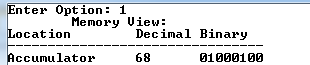 Enter Option: 1
Memory View:
Location Decimal Binary
--------------------------------
Accumulator 68 01000100